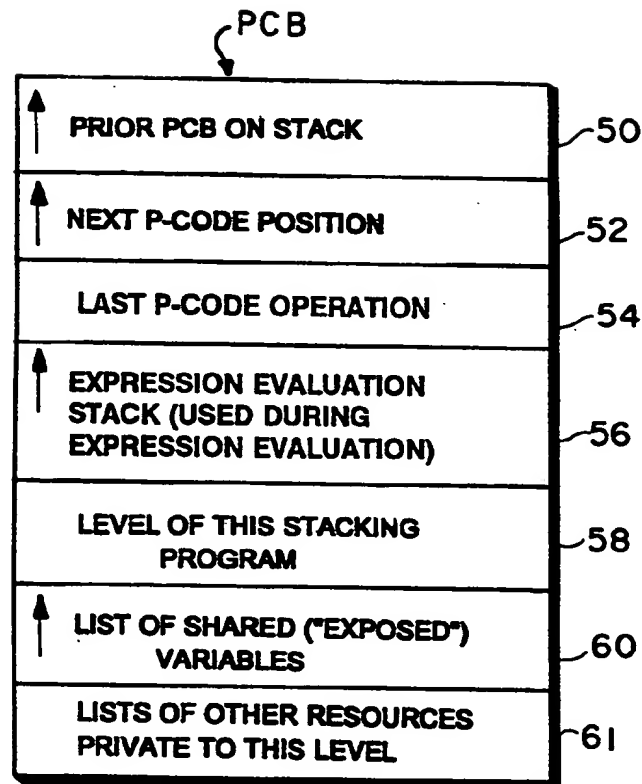 PCB
PRIOR PCB ON STACK
50
NEXT P-CODE POSITION
52
LAST P-CODE OPERATION
54
EXPRESSION EVALUATION
STACK (USED DURING
EXPRESSION EVALUATION)
56
LEVEL OF THIS STACKING
PROGRAM
58
LIST OF SHARED ("EXPOSED")
VARIABLES
60
LISTS OF OTHER RESOURCES
PRIVATE TO THIS LEVEL
61